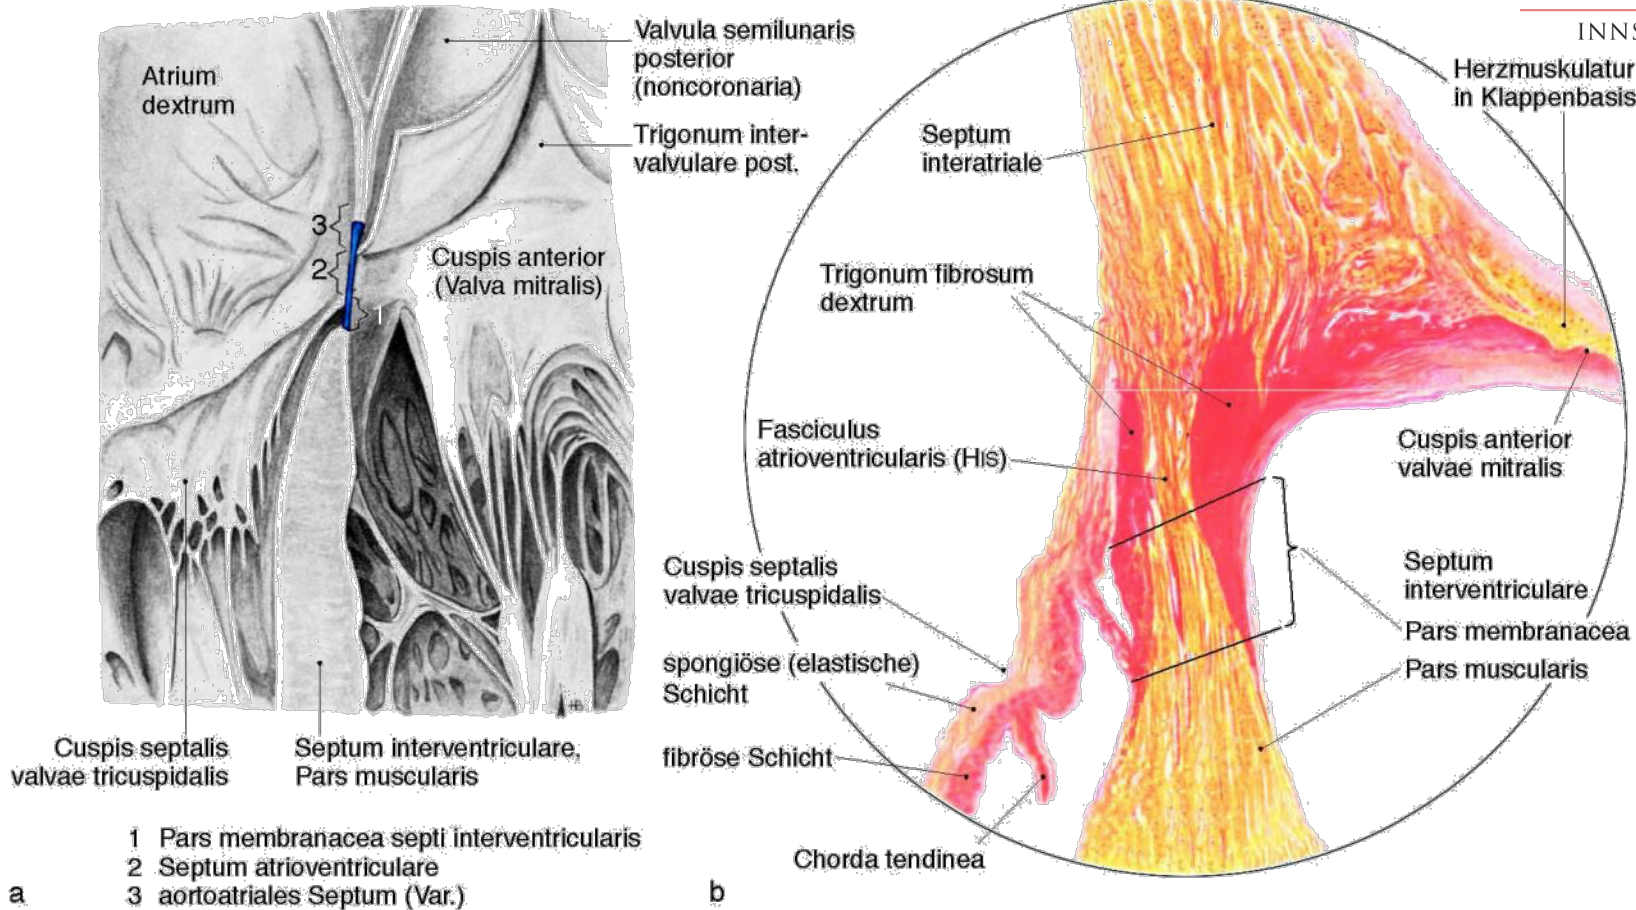 Atrium
dextrum
Valvula semilunaris
posterior
(noncoronaria)
Trigonum inter-
valvulare post.
3
2
1
Cuspis anterior
(Valva mitralis)
Cuspis septalis
valvae tricuspidalis
Septum interventriculare,
Pars muscularis
1 Pars membranacea septi interventricularis
2 Septum atrioventriculare
3 aortoatriales Septum (Var.)
a
INNS
Herzmuskulatur
in Klappenbasis
Septum
interatriale
Trigonum fibrosum
dextrum
Fasciculus
atrioventricularis (HIS)
Cuspis anterior
valvae mitralis
Cuspis septalis
valvae tricuspidalis
Septum
interventriculare
Pars membranacea
Pars muscularis
spongiöse (elastische)
Schicht
fibröse Schicht
Chorda tendinea
b